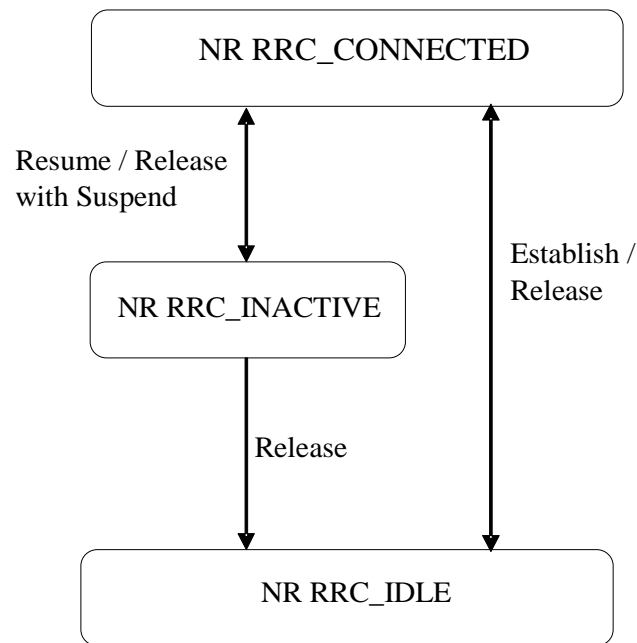 NR RRC_CONNECTED
Resume / Release
with Suspend
Establish /
Release
NR RRC_INACTIVE
Release
NR RRC_IDLE